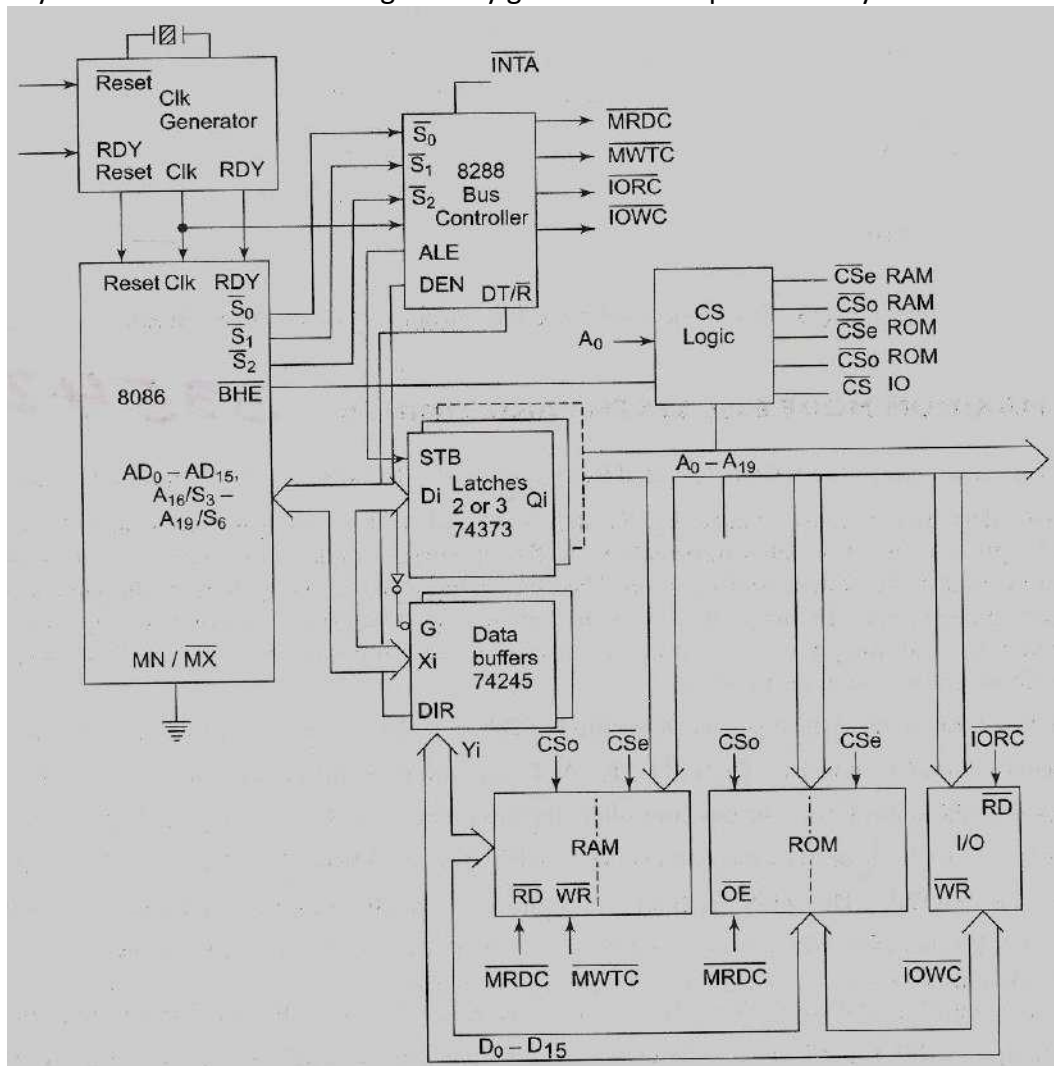 INTA
Reset
Clk
Generator
RDY
Reset Clk RDY
S0
S1
S2
8288
Bus
Controller
ALE
DEN
DT/R
MRDC
MWTC
IORC
IOWC
Reset Clk RDY
S0
S1
S2
BHE
8086
AD0 – AD15,
A16/S3 –
A19/S6
MN / MX
A0
CS
Logic
CSe RAM
CSo RAM
CSe ROM
CSo ROM
CS IO
A0 – A19
STB
Di Latches Qi
2 or 3
74373
G Data
Xi buffers
74245
DIR
Yi
CSo CSe
CSo CSe
IORC
RAM
RD WR
ROM
OE
RD
I/O
WR
MRDC MWTC
MRDC
IOWC
D0 – D15